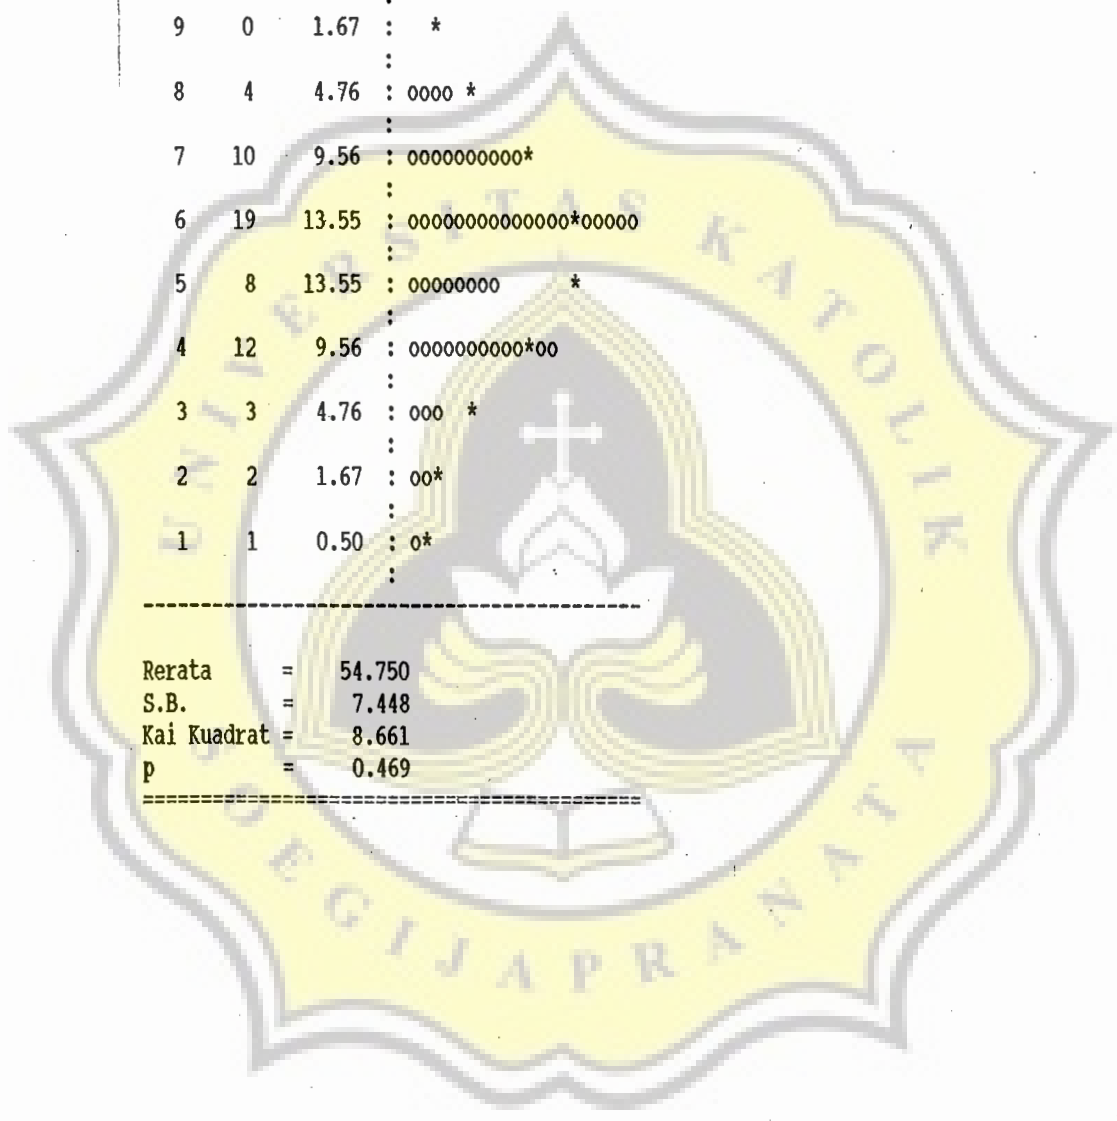 9 0 1.67 : *
:
8 4 4.76 : oooo *
:
7 10 9.56 : oooooooooo*
:
6 19 13.55 : oooooooooooooo*ooooo
:
5 8 13.55 : oooooooo *
:
4 12 9.56 : oooooooooo*oo
:
3 3 4.76 : ooo *
:
2 2 1.67 : oo*
:
1 1 0.50 : o*
:
----------------------------------------
Rerata = 54.750
S.B. = 7.448
Kai Kuadrat = 8.661
p = 0.469
========================================
UNIVERSITAS KATOLIK
SOEGIJAPRANATA